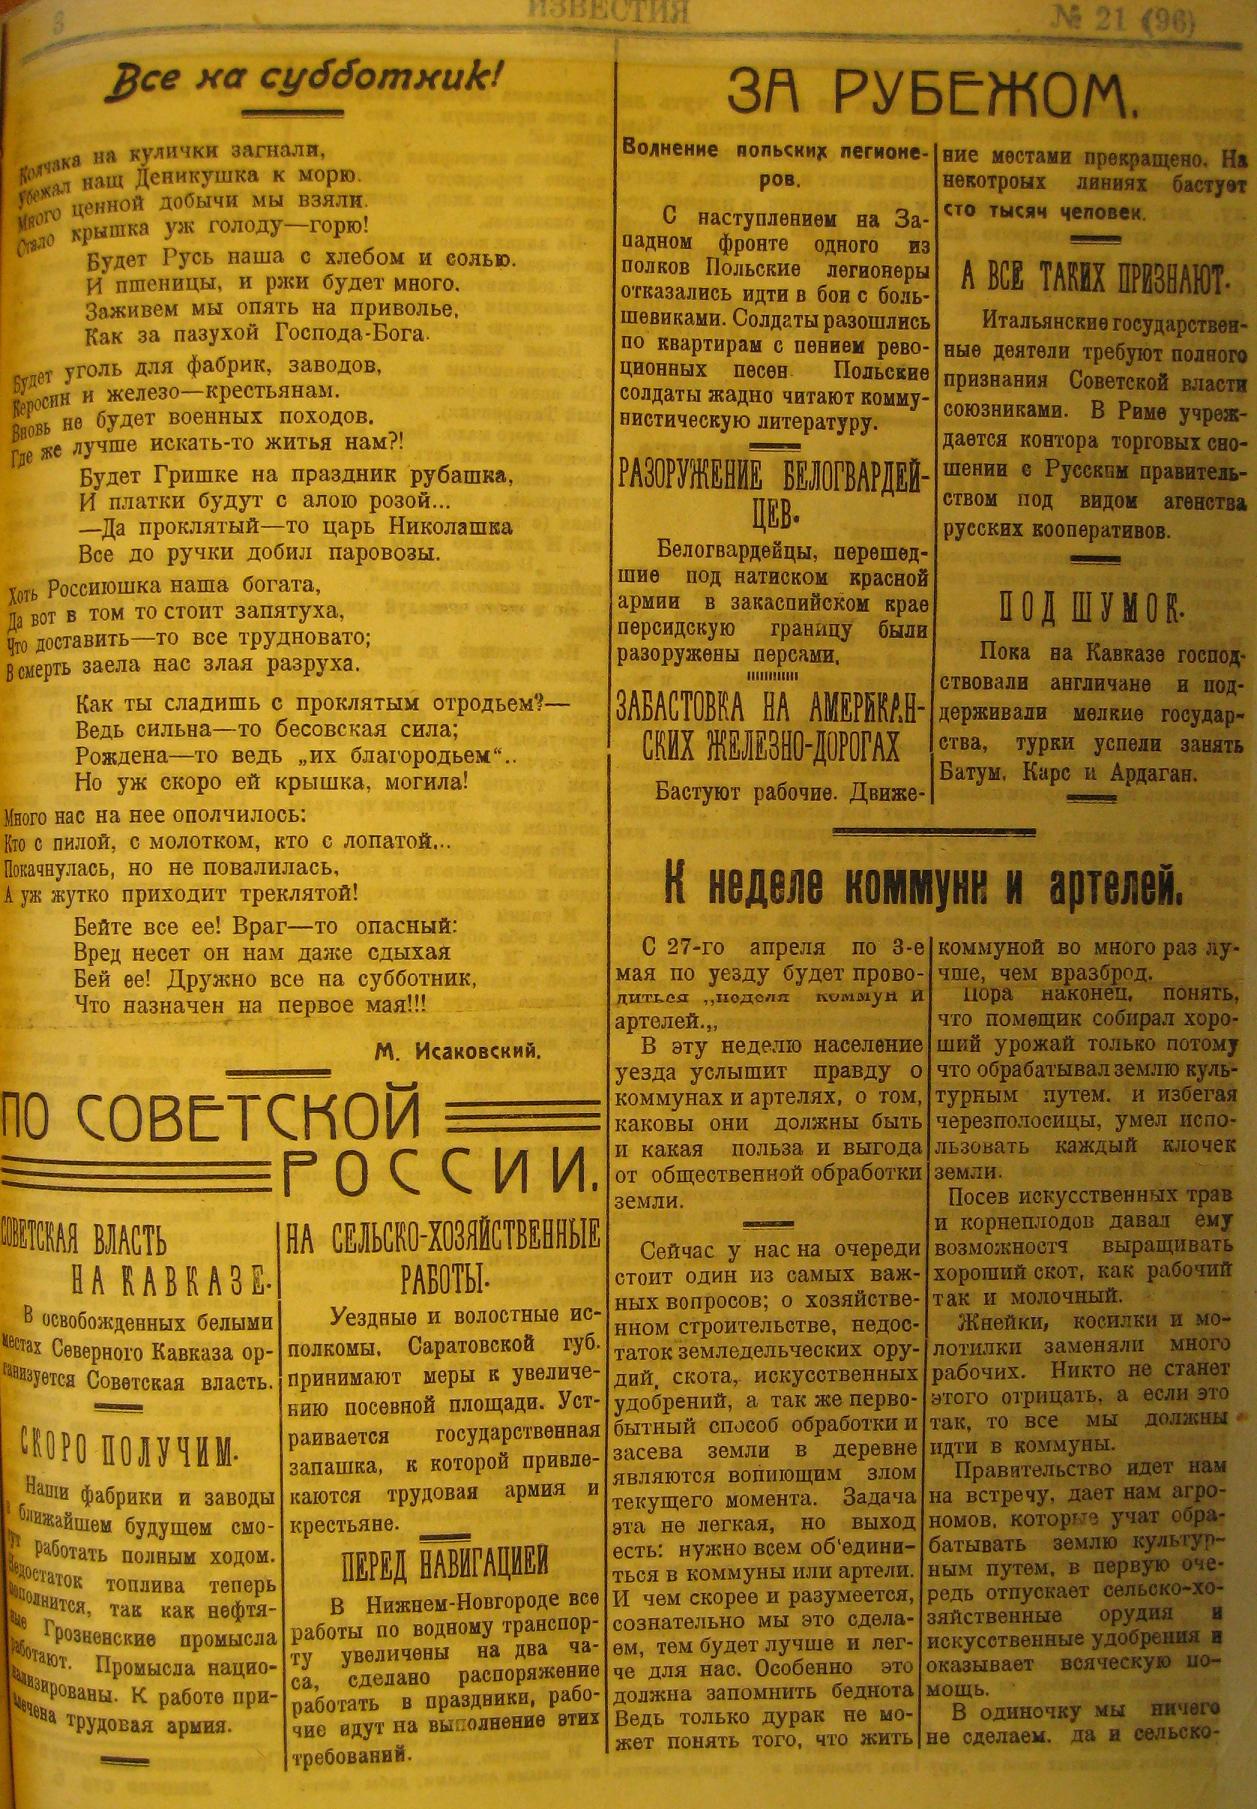 3
ИЗВЕСТИЯ
№ 21 (96)
Все на субботник!
Колчака на кулички загнали,
Убежал наш Деникушка к морю.
Много ценной добычи мы взяли.
Стало крышка уж голоду—горю!
Будет Русь наша с хлебом и солью.
И пшеницы, и ржи будет много.
Заживем мы опять на приволье,
Как за пазухой Господа-Бога.
Будет уголь для фабрик, заводов,
Керосин и железо—крестьянам.
Вновь не будет военных походов.
Где же лучше искать-то житья нам?!
Будет Гришке на праздник рубашка,
И платки будут с алою розой...
—Да проклятый—то царь Николашка
Все до ручки добил паровозы.
Хоть Россиюшка наша богата,
Да вот в том то стоит запятуха,
Что доставить—то все трудновато;
В смерть заела нас злая разруха.
Как ты сладишь с проклятым отродьем?—
Ведь сильна—то бесовская сила;
Рождена—то ведь „их благородьем“..
Но уж скоро ей крышка, могила!
Много нас на нее ополчилось:
Кто с пилой, с молотком, кто с лопатой...
Покачнулась, но не повалилась,
А уж жутко приходит треклятой!
Бейте все ее! Враг—то опасный:
Вред несет он нам даже сдыхая
Бей ее! Дружно все на субботник,
Что назначен на первое мая!!!
М. Исаковский.
ПО СОВЕТСКОЙ
РОССИИ.
СОВЕТСКАЯ ВЛАСТЬ
НА КАВКАЗЕ.
В освобожденных белыми
местах Северного Кавказа ор-
ганизуется Советская власть.
СКОРО ПОЛУЧИМ.
Наши фабрики и заводы
в ближайшем будушем смо-
гут работать полным ходом.
Недостаток топлива теперь
пополнится, так как нефтя-
ные Грозненские промысла
работают. Промысла нацио-
нализированы. К работе при-
влечена трудовая армия.
НА СЕЛЬСКО-ХОЗЯЙСТВЕННЫЕ
РАБОТЫ.
Уездные и волостные ис-
полкомы, Саратовской губ.
принимают меры к увеличе-
нию посевной площади. Уст-
раивается государственная
запашка, к которой привле-
каются трудовая армия и
крестьяне.
ПЕРЕД НАВИГАЦИЕЙ
В Нижнем-Новгороде все
работы по водному транспор-
ту увеличены на два ча-
са, сделано распоряжение
работать в праздники, рабо-
чие идут на выполнение этих
требований.
ЗА РУБЕЖОМ.
Волнение польских легионе-
ров.
С наступлением на За-
падном фронте одного из
полков Польские легионеры
отказались идти в бои с боль-
шевиками. Солдаты разошлись
по квартирам с пением рево-
ционных песен. Польские
солдаты жадно читают комму-
нистическую литературу.
РАЗОРУЖЕНИЕ БЕЛОГВАРДЕЙ-
ЦЕВ.
Белогвардейцы, перешед-
шие под натиском красной
армии в закаспийском крае
персидскую границу были
разоружены персами.
ЗАБАСТОВКА НА АМЕРИКАН-
СКИХ ЖЕЛЕЗНО-ДОРОГАХ
Бастуют рабочие. Движе-
ние местами прекращено. На
некотроых линиях бастует
сто тысяч человек.
А ВСЕ ТАКИ ИХ ПРИЗНАЮТ.
Итальянские государствен-
ные деятели требуют полного
признания Советской власти
союзниками. В Риме учреж-
дается контора торговых сно-
шении с Русским правитель-
ством под видом агенства
русских кооперативов.
ПОД ШУМОК.
Пока на Кавказе господ-
ствовали англичане и под-
держивали мелкие государ-
ства, турки успели занять
Батум, Карс и Ардаган.
К неделе коммунн и артелей.
С 27-го апреля по 3-е
мая по уезду будет прово-
диться „неделя коммун и
артелей.„
В эту неделю население
уезда услышит правду о
коммунах и артелях, о том,
каковы они должны быть
и какая польза и выгода
от общественной обработки
земли.
Сейчас у нас на очереди
стоит один из самых важ-
ных вопросов; о хозяйстве-
нном строительстве, недос-
таток земледельческих ору-
дий, скота, искусственных
удобрений, а так же перво-
бытный способ обработки и
засева земли в деревне
являются вопиющим злом
текущего момента. Задача
эта не легкая, но выход
есть: нужно всем об'едини-
ться в коммуны или артели.
И чем скорее и разумеется,
сознательно мы это сдела-
ем, тем будет лучше и лег-
че для нас. Особенно это
должна запомнить беднота
Ведь только дурак не мо-
жет понять того, что жить
коммуной во много раз лу-
чше, чем вразброд.
Пора наконец, понять,
что помещик собирал хоро-
ший урожай только потому
что обрабатывал землю куль-
турным путем. и избегая
черезполосицы, умел испо-
льзовать каждый клочек
земли.
Посев искусственных трав
и корнеплодов давал ему
возможность выращивать
хороший скот, как рабочий
так и молочный.
Жнейки, косилки и мо-
лотилки заменяли много
рабочих. Никто не станет
этого отрицать, а если это
так, то все мы должны
идти в коммуны.
Правительство идет нам
на встречу, дает нам агро-
номов, которые учат обра-
батывать землю культур-
ным путем, в первую оче-
редь отпускает сельско-хо-
зяйственные орудия и
искусственные удобрения и
оказывает всяческую по-
мощь.
В одиночку мы ничего
не сделаем. да и сельско-